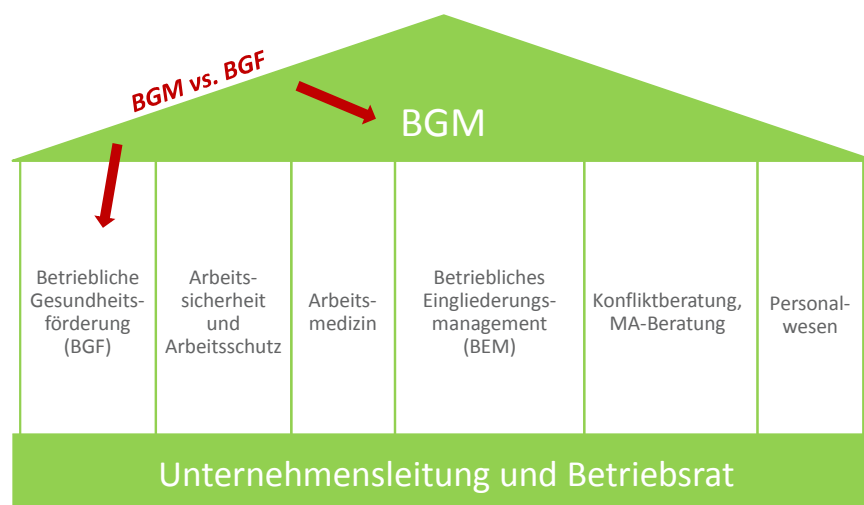 BGM vs. BGF
BGM
Betriebliche
Gesundheits-
förderung
(BGF)
Arbeits-
sicherheit
und
Arbeitsschutz
Arbeits-
medizin
Betriebliches
Eingliederungs-
management
(BEM)
Konfliktberatung,
MA-Beratung
Personal-
wesen
Unternehmensleitung und Betriebsrat